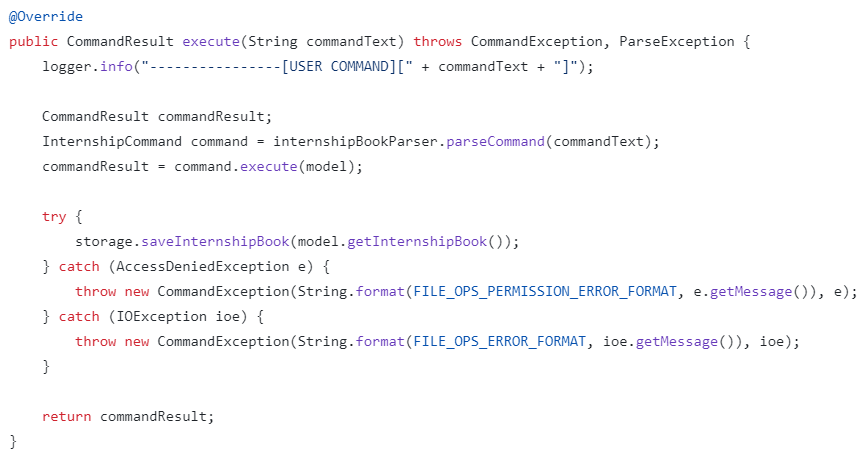 @Override
public CommandResult execute(String commandText) throws CommandException, ParseException {
    logger.info("----------------[USER COMMAND][" + commandText + "]");

    CommandResult commandResult;
    InternshipCommand command = internshipBookParser.parseCommand(commandText);
    commandResult = command.execute(model);

    try {
        storage.saveInternshipBook(model.getInternshipBook());
    } catch (AccessDeniedException e) {
        throw new CommandException(String.format(FILE_OPS_PERMISSION_ERROR_FORMAT, e.getMessage()), e);
    } catch (IOException ioe) {
        throw new CommandException(String.format(FILE_OPS_ERROR_FORMAT, ioe.getMessage()), ioe);
    }

    return commandResult;
}